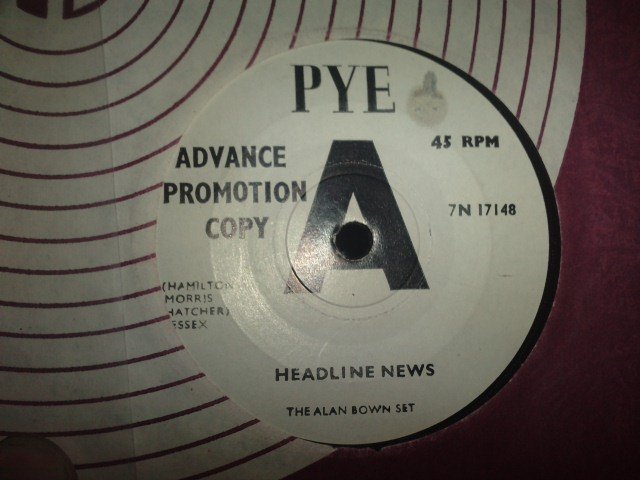 PYE
45 RPM
ADVANCE
PROMOTION
COPY
A
7N 17148
(HAMILTON
MORRIS
HATCHER)
ESSEX
HEADLINE NEWS
THE ALAN BOWN SET